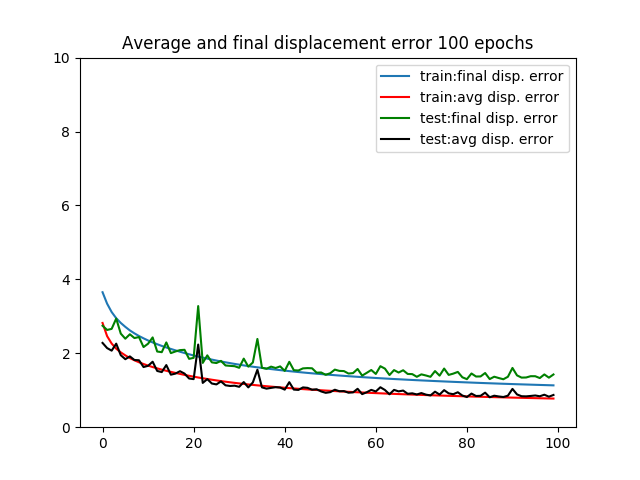 Average and final displacement error 100 epochs
train:final disp. error
train:avg disp. error
test:final disp. error
test:avg disp. error
10
8
6
4
2
0
0 20 40 60 80 100